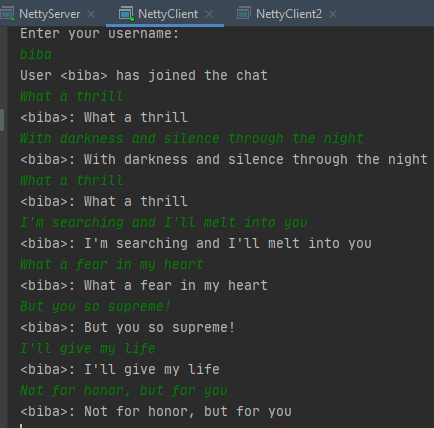 NettyServer NettyClient NettyClient2
Enter your username:
biba
User <biba> has joined the chat
What a thrill
<biba>: What a thrill
With darkness and silence through the night
<biba>: With darkness and silence through the night
What a thrill
<biba>: What a thrill
I'm searching and I'll melt into you
<biba>: I'm searching and I'll melt into you
What a fear in my heart
<biba>: What a fear in my heart
But you so supreme!
<biba>: But you so supreme!
I'll give my life
<biba>: I'll give my life
Not for honor, but for you
<biba>: Not for honor, but for you